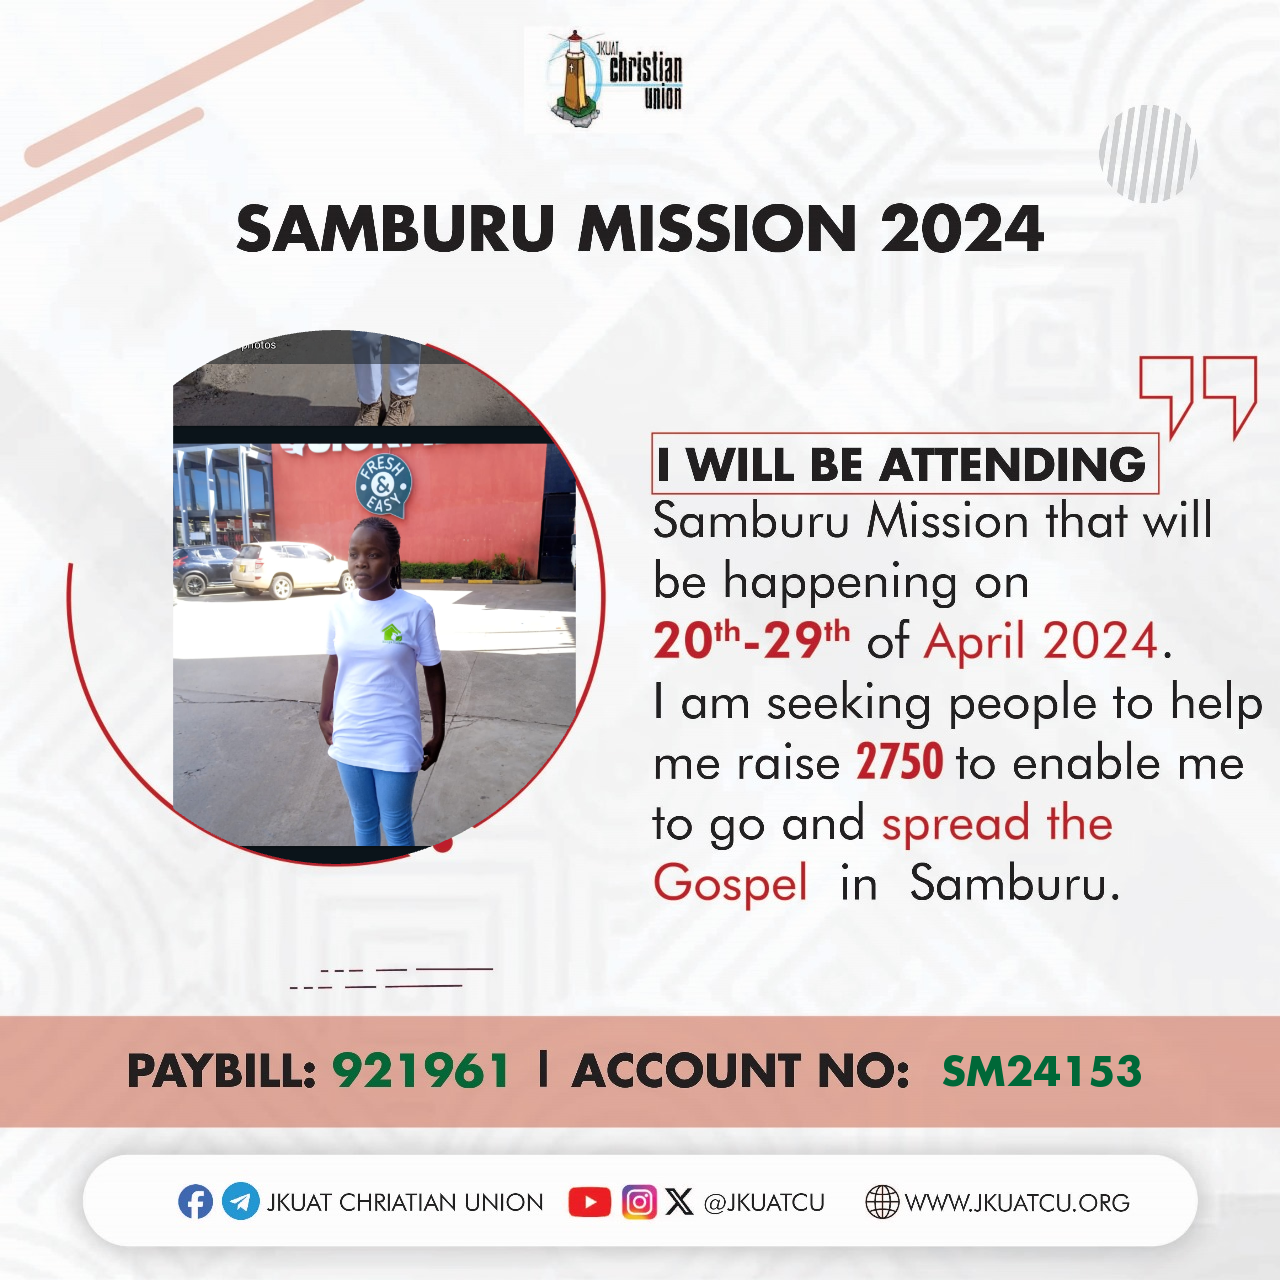 JKUAT
christian
union
SAMBURU MISSION 2024
photos
FRESH
&
EASY
I WILL BE ATTENDING
Samburu Mission that will
be happening on
20th-29th of April 2024.
I am seeking people to help
me raise 2750 to enable me
to go and spread the
Gospel in Samburu.
PAYBILL: 921961 | ACCOUNT NO: SM24153
JKUAT CHRIATIAN UNION @JKUATCU WWW.JKUATCU.ORG